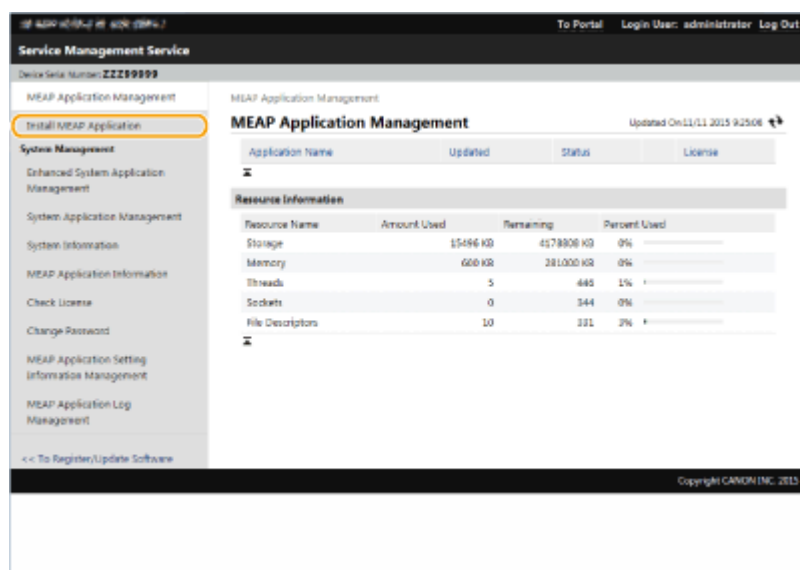 To Portal Login User: administrator Log Out
Service Management Service
Device Serial Number: ZZZ99999
MEAP Application Management
Install MEAP Application
System Management
Enhanced System Application
Management
System Application Management
System Information
MEAP Application Information
Check License
Change Password
MEAP Application Setting
Information Management
MEAP Application Log
Management
<< To Register/Update Software
MEAP Application Management
MEAP Application Management
Updated On:11/11 2015 9:25:06
Application Name Updated Status License
Resource Information
Resource Name Amount Used Remaining Percent Used
Storage 15496 KB 4178808 KB 0%
Memory 600 KB 281000 KB 0%
Threads 5 446 1%
Sockets 0 344 0%
File Descriptors 10 331 3%
Copyright CANON INC. 2015